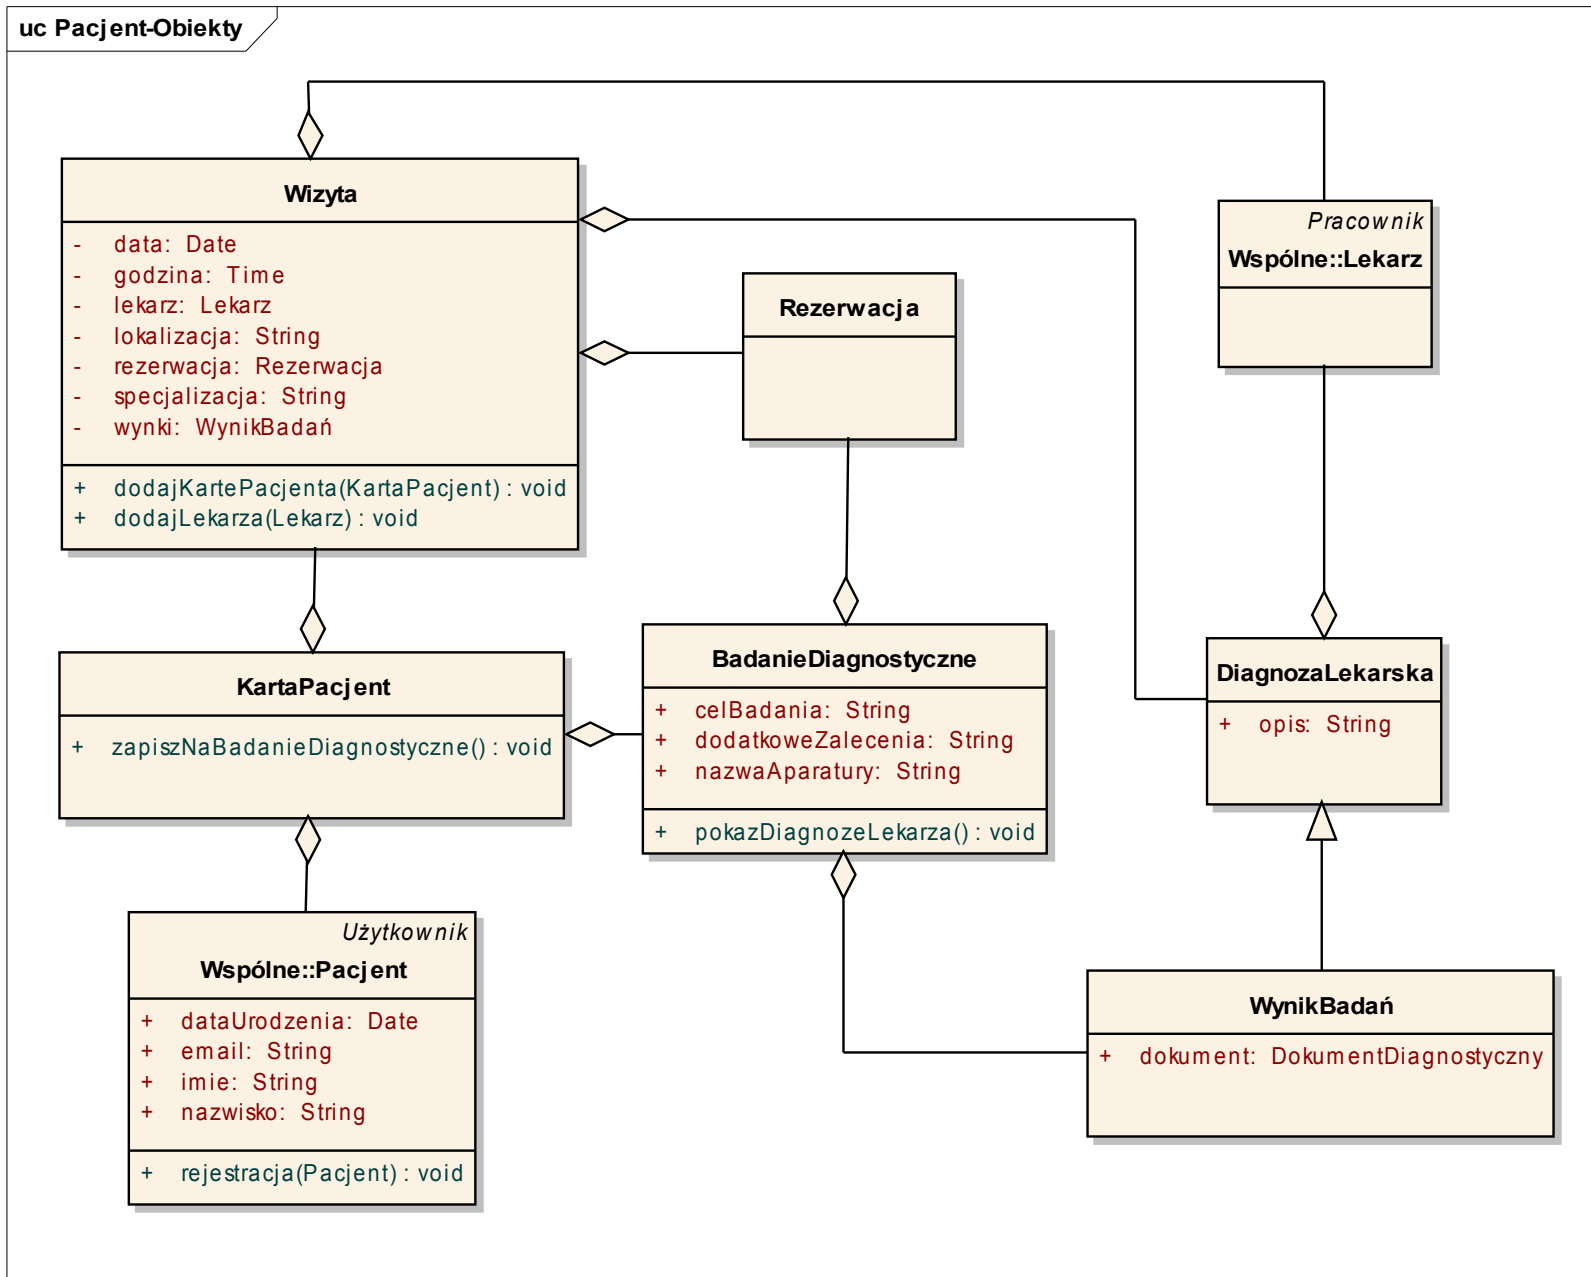 uc Pacjent-Obiekty
Wizyta
- data: Date
- godzina: Time
- lekarz: Lekarz
- lokalizacja: String
- rezerwacja: Rezerwacja
- specjalizacja: String
- wynki: WynikBadań
+ dodajKartePacjenta(KartaPacjent) : void
+ dodajLekarza(Lekarz) : void
Rezerwacja
Pracownik
Wspólne::Lekarz
KartaPacjent
+ zapiszNaBadanieDiagnostyczne() : void
BadanieDiagnostyczne
+ celBadania: String
+ dodatkoweZalecenia: String
+ nazwaAparatury: String
+ pokazDiagnozeLekarza() : void
DiagnozaLekarska
+ opis: String
Użytkownik
Wspólne::Pacjent
+ dataUrodzenia: Date
+ email: String
+ imie: String
+ nazwisko: String
+ rejestracja(Pacjent) : void
WynikBadań
+ dokument: DokumentDiagnostyczny